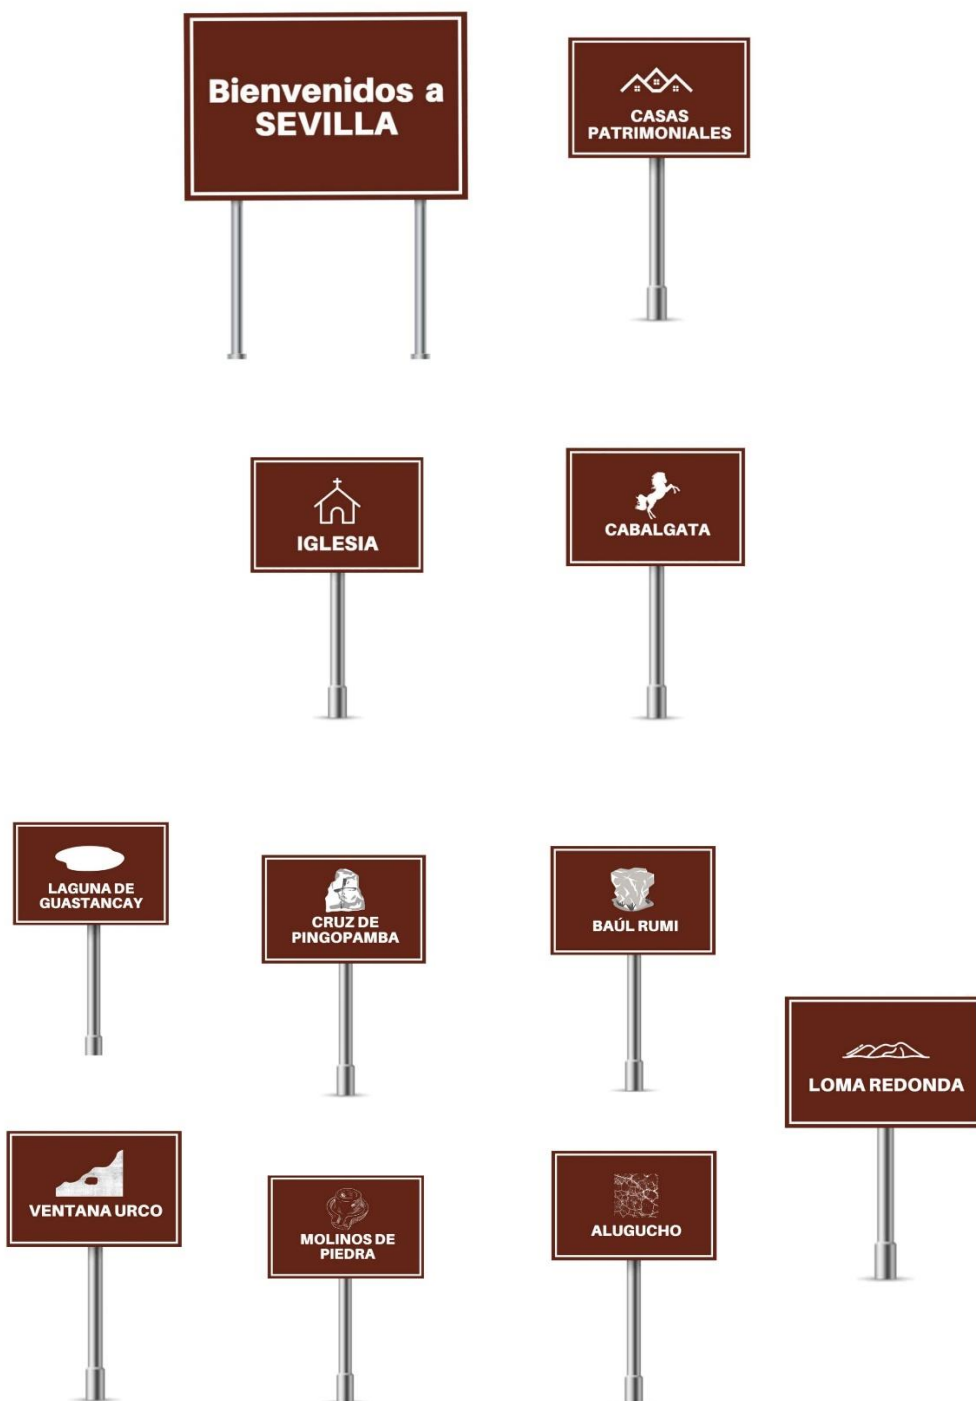 Bienvenidos a
SEVILLA
CASAS
PATRIMONIALES
IGLESIA
CABALGATA
LAGUNA DE
GUASTANCAY
CRUZ DE
PINGOPAMBA
BAÚL RUMI
LOMA REDONDA
VENTANA URCO
MOLINOS DE
PIEDRA
ALUGUCHO